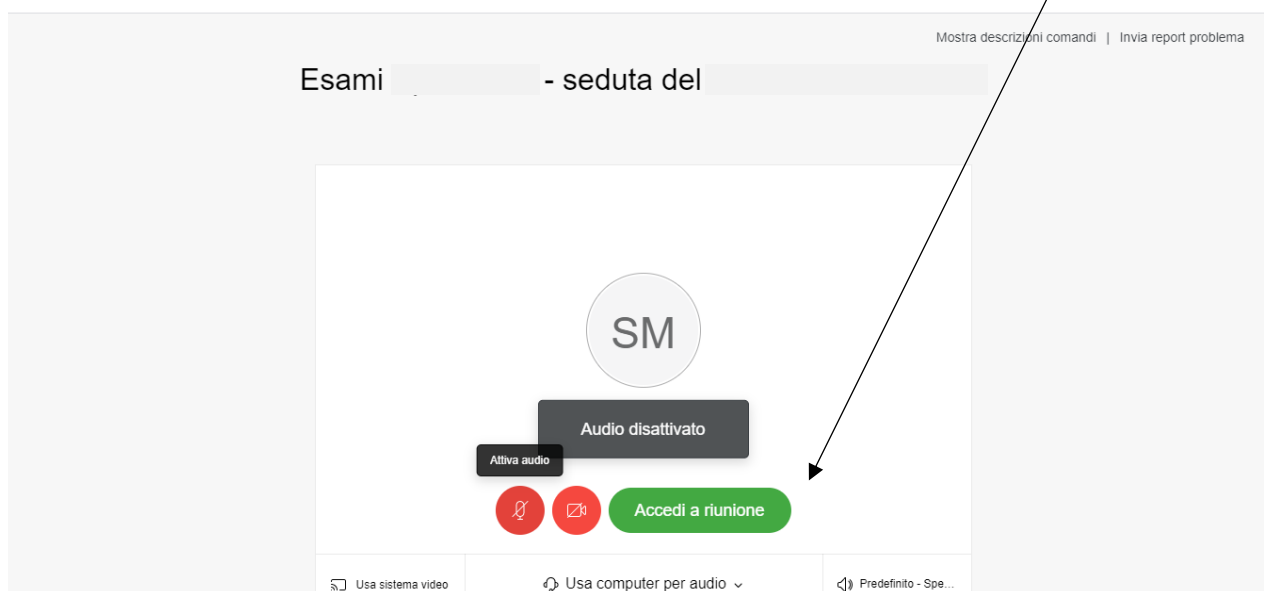 Mostra descrizioni comandi | Invia report problema
Esami - seduta del
SM
Audio disattivato
Attiva audio
Accedi a riunione
Usa sistema video
Usa computer per audio
Predefinito - Spe...